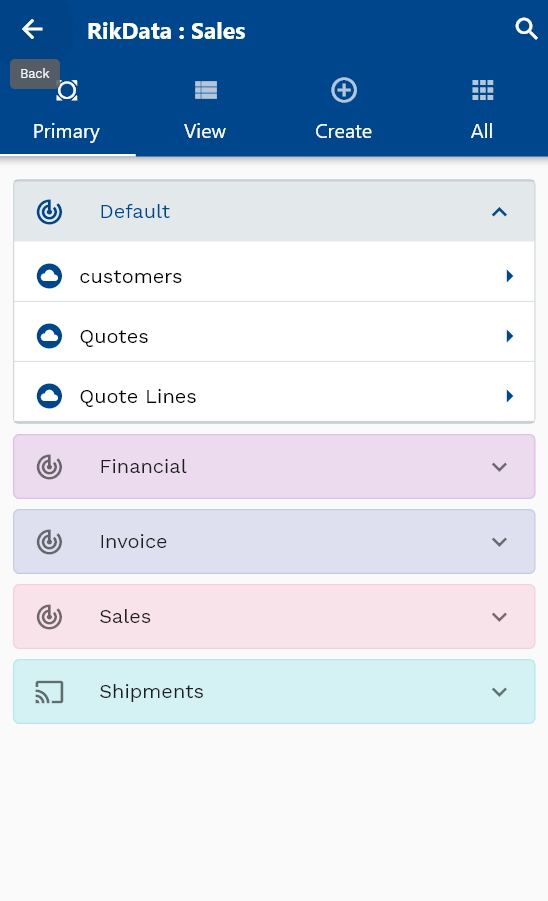 RikData : Sales
Back
Primary
View
Create
All
Default
customers
Quotes
Quote Lines
Financial
Invoice
Sales
Shipments